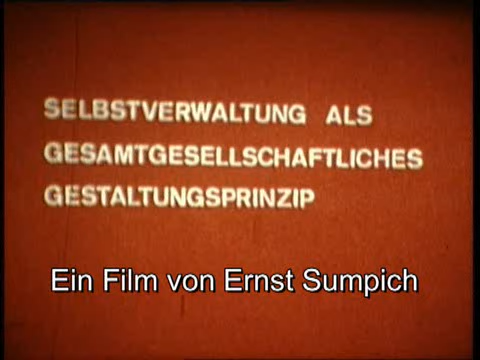 SELBSTVERWALTUNG ALS
GESAMTGESELLSCHAFTLICHES
GESTALTUNGSPRINZIP
Ein Film von Ernst Sumpich